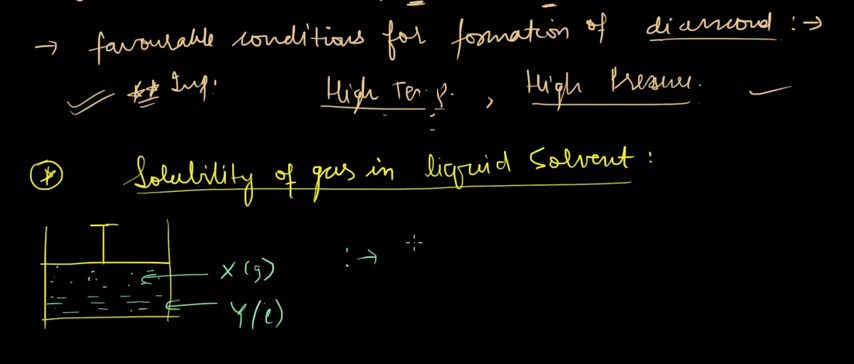 → favourable conditions for formation of diamond :→
** Imp. High Temp. , High Pressure.
* Solubility of gas in liquid Solvent :
X(g) :→
Y(l)